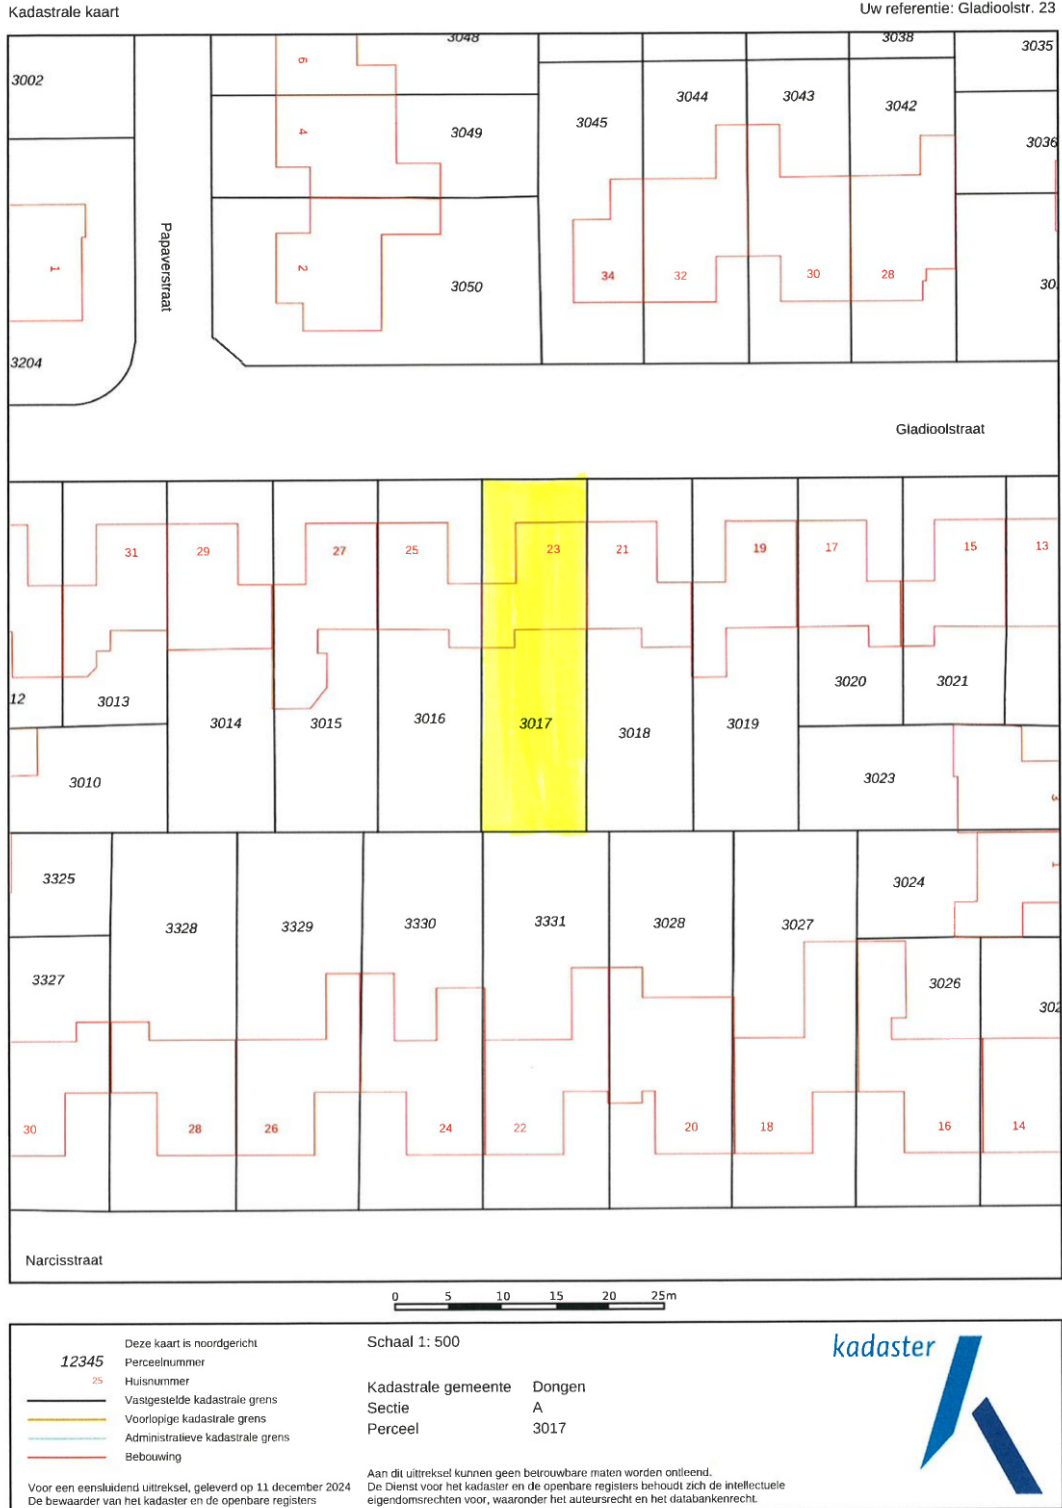 Kadastrale kaart
Uw referentie: Gladioolstr. 23
3048
3038
3035
3002
6
3044
3043
3042
3045
4
3049
3036
1
Papaverstraat
2
3050
34
32
30
28
30
3204
Gladioolstraat
31
29
27
25
23
21
19
17
15
13
12
3013
3014
3015
3016
3017
3018
3019
3020
3021
3010
3023
3
3325
3328
3329
3330
3331
3028
3027
3024
1
3327
3026
302
30
28
26
24
22
20
18
16
14
Narcisstraat
0 5 10 15 20 25m
Deze kaart is noordgericht
12345 Perceelnummer
25 Huisnummer
Vastgestelde kadastrale grens
Voorlopige kadastrale grens
Administratieve kadastrale grens
Bebouwing
Voor een eensluidend uittreksel, geleverd op 11 december 2024
De bewaarder van het kadaster en de openbare registers
Schaal 1: 500
Kadastrale gemeente Dongen
Sectie A
Perceel 3017
Aan dit uittreksel kunnen geen betrouwbare maten worden ontleend.
De Dienst voor het kadaster en de openbare registers behoudt zich de intellectuele
eigendomsrechten voor, waaronder het auteursrecht en het databankenrecht.
kadaster